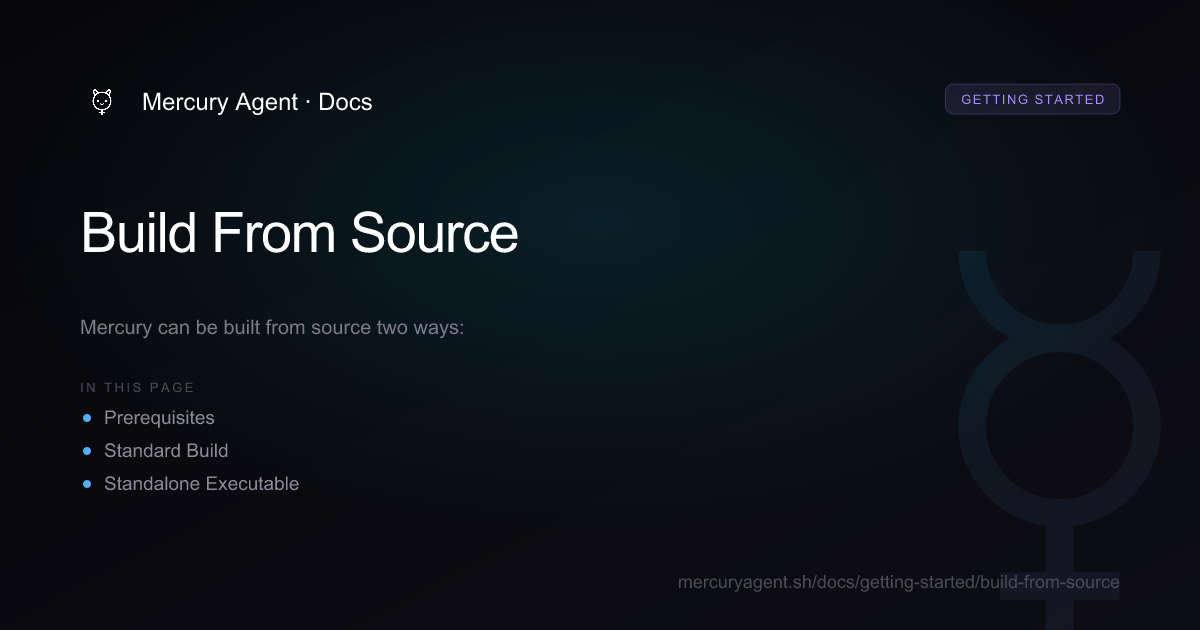 Mercury Agent · Docs
GETTING STARTED
Build From Source
Mercury can be built from source two ways:
IN THIS PAGE
Prerequisites
Standard Build
Standalone Executable
mercuryagent.sh/docs/getting-started/build-from-source